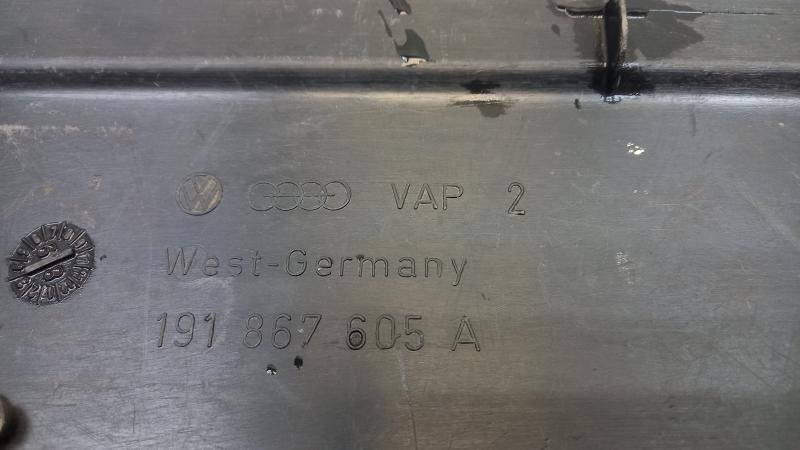 VAP 2
West-Germany
191 867 605 A